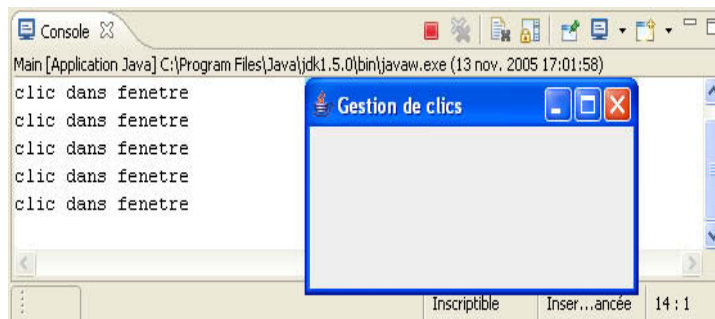 Console
Main [Application Java] C:\Program Files\Java\jdk1.5.0\bin\javaw.exe (13 nov. 2005 17:01:58)
clic dans fenetre
clic dans fenetre
clic dans fenetre
clic dans fenetre
clic dans fenetre
Gestion de clics
Inscriptible
Inser...ancée
14 : 1